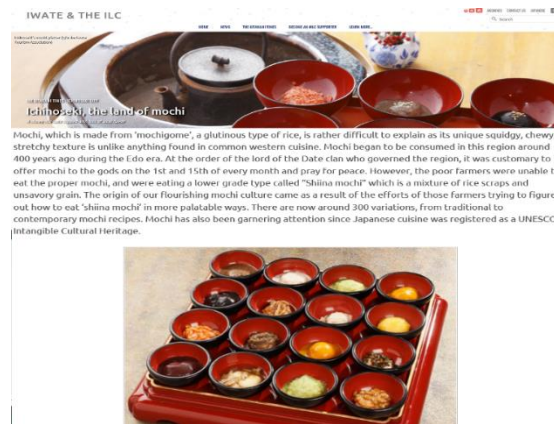 IWATE & THE ILC
Search
Ichinoseki, the land of mochi
Mochi, which is made from 'mochigome', a glutinous type of rice, is rather difficult to explain as its unique squidgy, chewy
stretchy texture is unlike anything found in common western cuisine. Mochi began to be consumed in this region around
400 years ago during the Edo era. At the order of the lord of the Date clan who governed the region, it was customary to
offer mochi to the gods on the 1st and 15th of every month and pray for peace. However, the poor farmers were unable t
eat the proper mochi, and were eating a lower grade type called "Shiina mochi" which is a mixture of rice scraps and
unsavory grain. The origin of our flourishing mochi culture came as a result of the efforts of those farmers trying to figure
out how to eat 'shiina mochi' in more palatable ways. There are now around 300 variations, from traditional to
contemporary mochi recipes. Mochi has also been garnering attention since Japanese cuisine was registered as a UNESCO
Intangible Cultural Heritage.